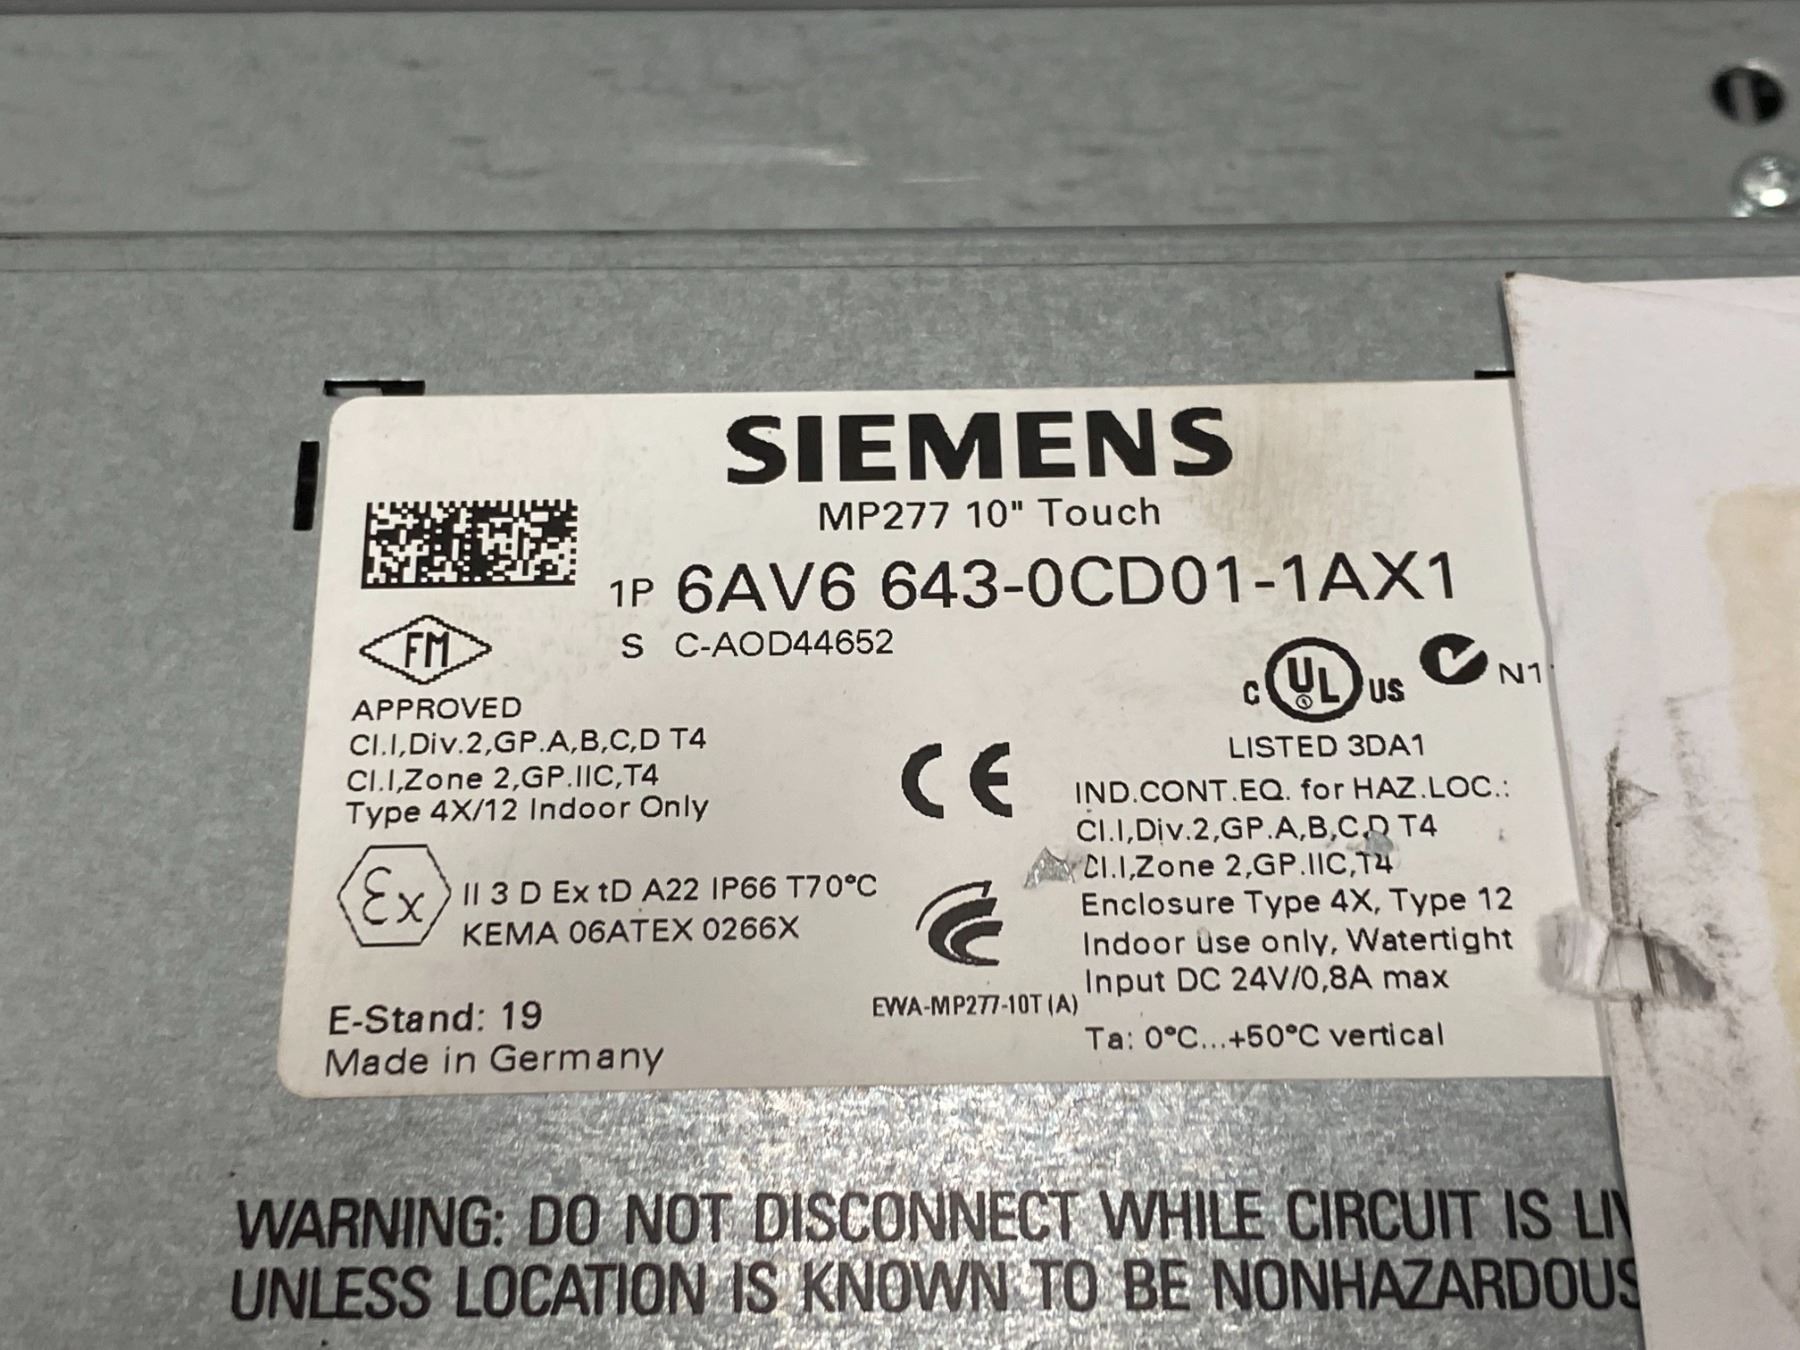 SIEMENS
MP277 10" Touch
1P 6AV6 643-0CD01-1AX1
S C-AOD44652
FM
APPROVED
Cl.I,Div.2,GP.A,B,C,D T4
Cl.I,Zone 2,GP.IIC,T4
Type 4X/12 Indoor Only
Ex II 3 D Ex tD A22 IP66 T70°C
KEMA 06ATEX 0266X
E-Stand: 19
Made in Germany
CE
EWA-MP277-10T (A)
C UL US N1
LISTED 3DA1
IND.CONT.EQ. for HAZ.LOC.:
Cl.I,Div.2,GP.A,B,C,D T4
Cl.I,Zone 2,GP.IIC,T4
Enclosure Type 4X, Type 12
Indoor use only, Watertight
Input DC 24V/0,8A max
Ta: 0°C...+50°C vertical
WARNING: DO NOT DISCONNECT WHILE CIRCUIT IS
UNLESS LOCATION IS KNOWN TO BE NONHAZARDOUS